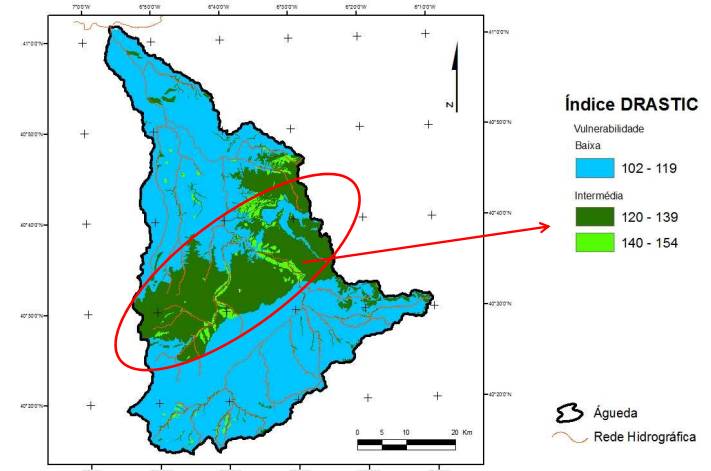 7°0'0"W 6°50'0"W 6°40'0"W 6°30'0"W 6°20'0"W 6°10'0"W
41°0'0"N
41°0'0"N
40°50'0"N
40°50'0"N
40°40'0"N
40°40'0"N
40°30'0"N
40°30'0"N
40°20'0"N
40°20'0"N
N
Índice DRASTIC
Vulnerabilidade
Baixa
102 - 119
Intermédia
120 - 139
140 - 154
0 5 10 20 Km
Águeda
Rede Hidrográfica